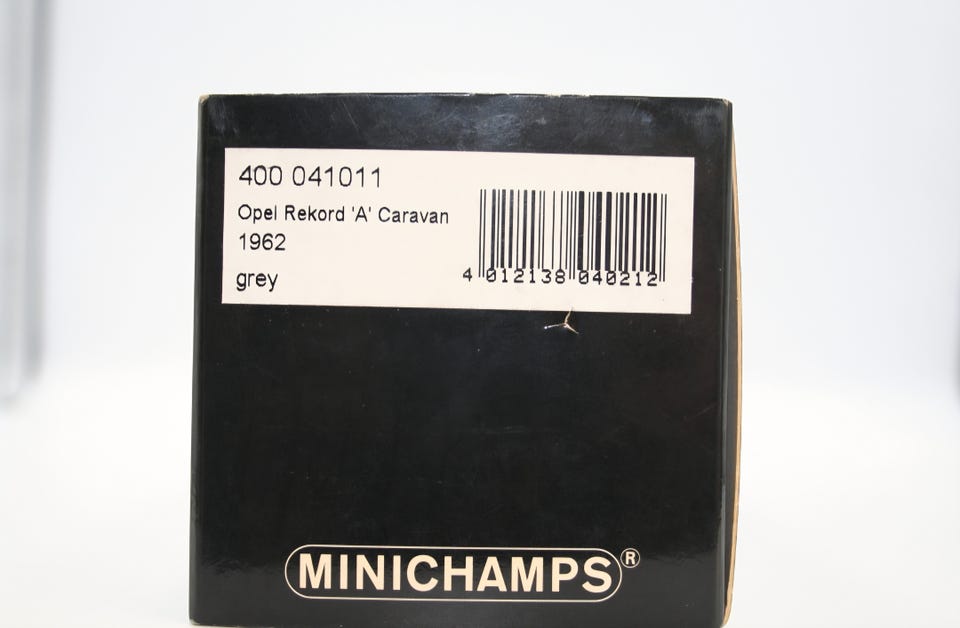 400 041011
Opel Rekord 'A' Caravan
1962
grey
4 012138 040212
MINICHAMPS®